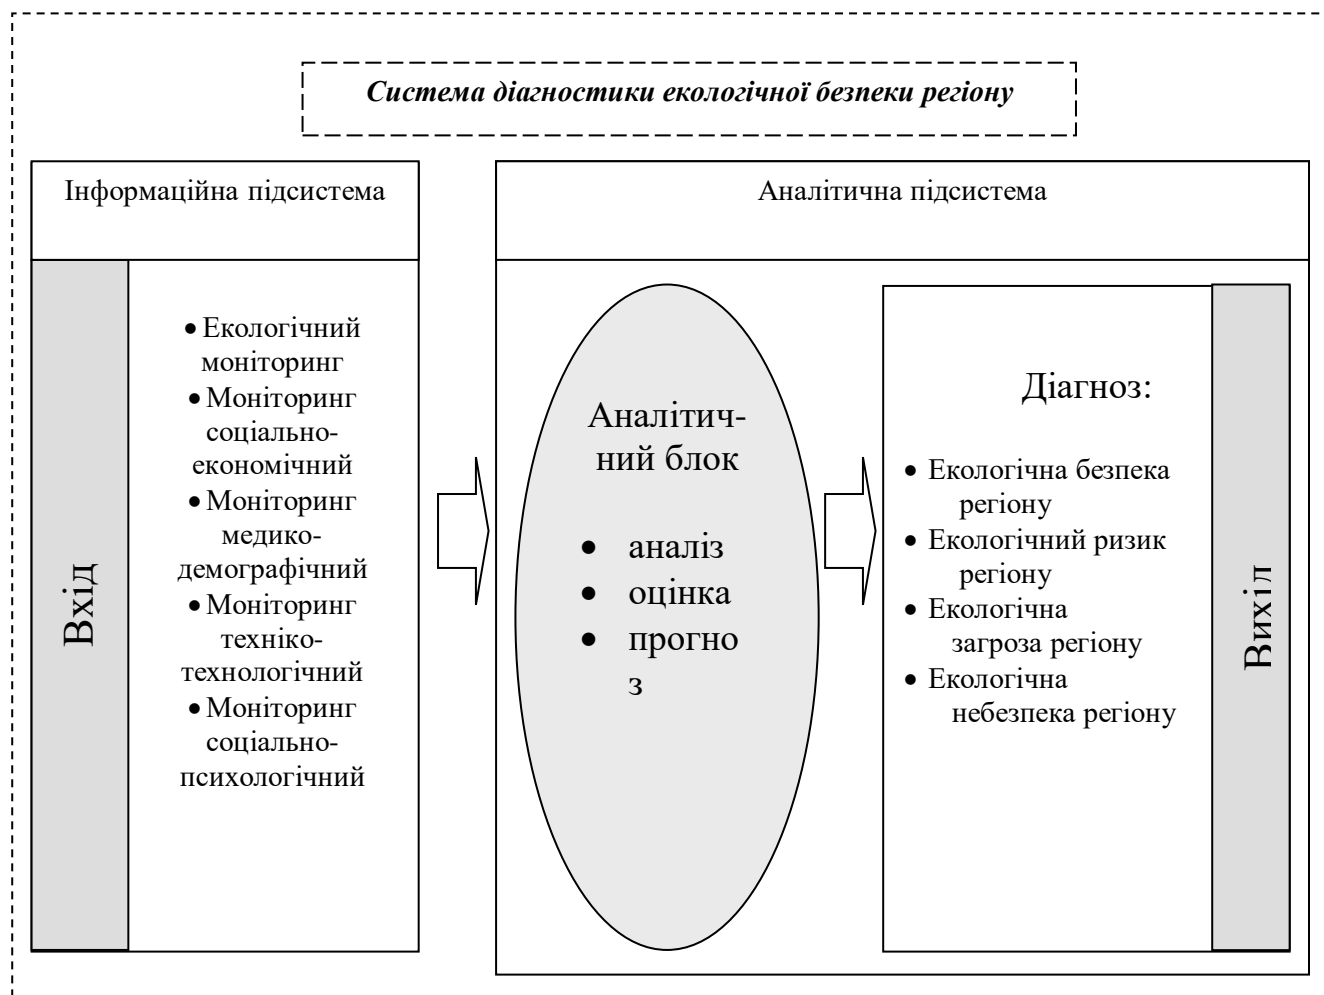 Система діагностики екологічної безпеки регіону
Інформаційна підсистема
Аналітична підсистема
Вхід
• Екологічний
моніторинг
• Моніторинг
соціально-
економічний
• Моніторинг
медико-
демографічний
• Моніторинг
техніко-
технологічний
• Моніторинг
соціально-
психологічний
Аналітич-
ний блок
• аналіз
• оцінка
• прогно
з
Діагноз:
• Екологічна безпека
регіону
• Екологічний ризик
регіону
• Екологічна
загроза регіону
• Екологічна
небезпека регіону
Вихід